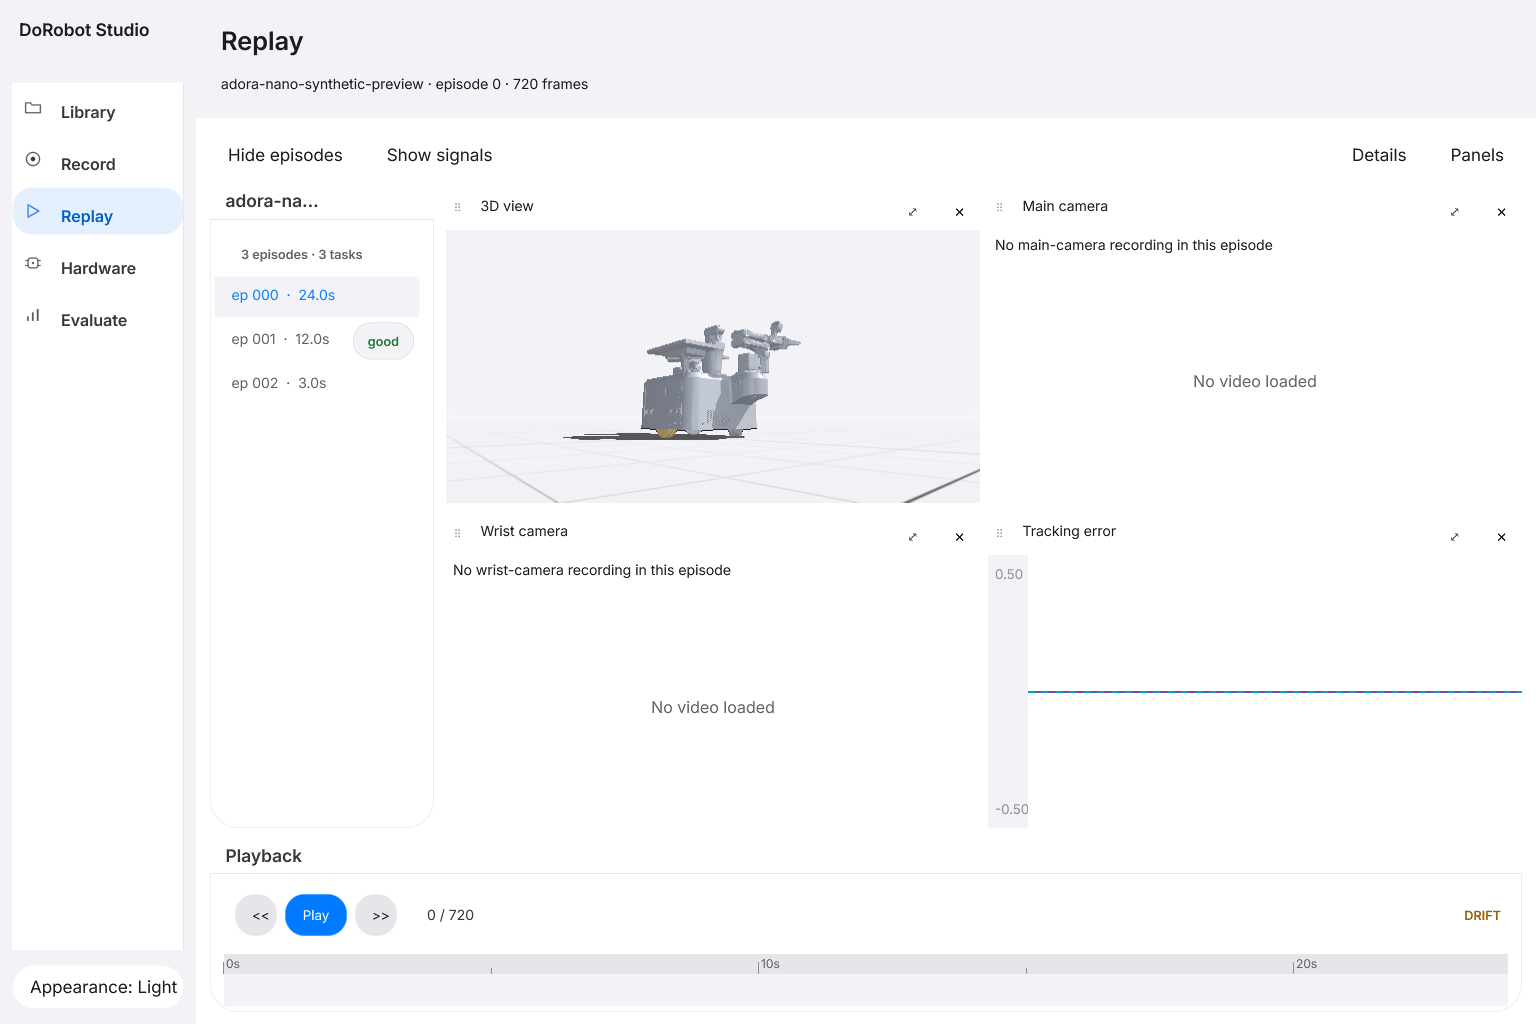 DoRobot Studio
Library
Record
Replay
Hardware
Evaluate
Appearance: Light
Replay
adora-nano-synthetic-preview · episode 0 · 720 frames
Hide episodes
Show signals
Details
Panels
adora-na...
3 episodes · 3 tasks
ep 000 · 24.0s
ep 001 · 12.0s
good
ep 002 · 3.0s
3D view
Main camera
No main-camera recording in this episode
No video loaded
Wrist camera
No wrist-camera recording in this episode
No video loaded
Tracking error
0.50
-0.50
Playback
<<
Play
>>
0 / 720
DRIFT
0s
10s
20s